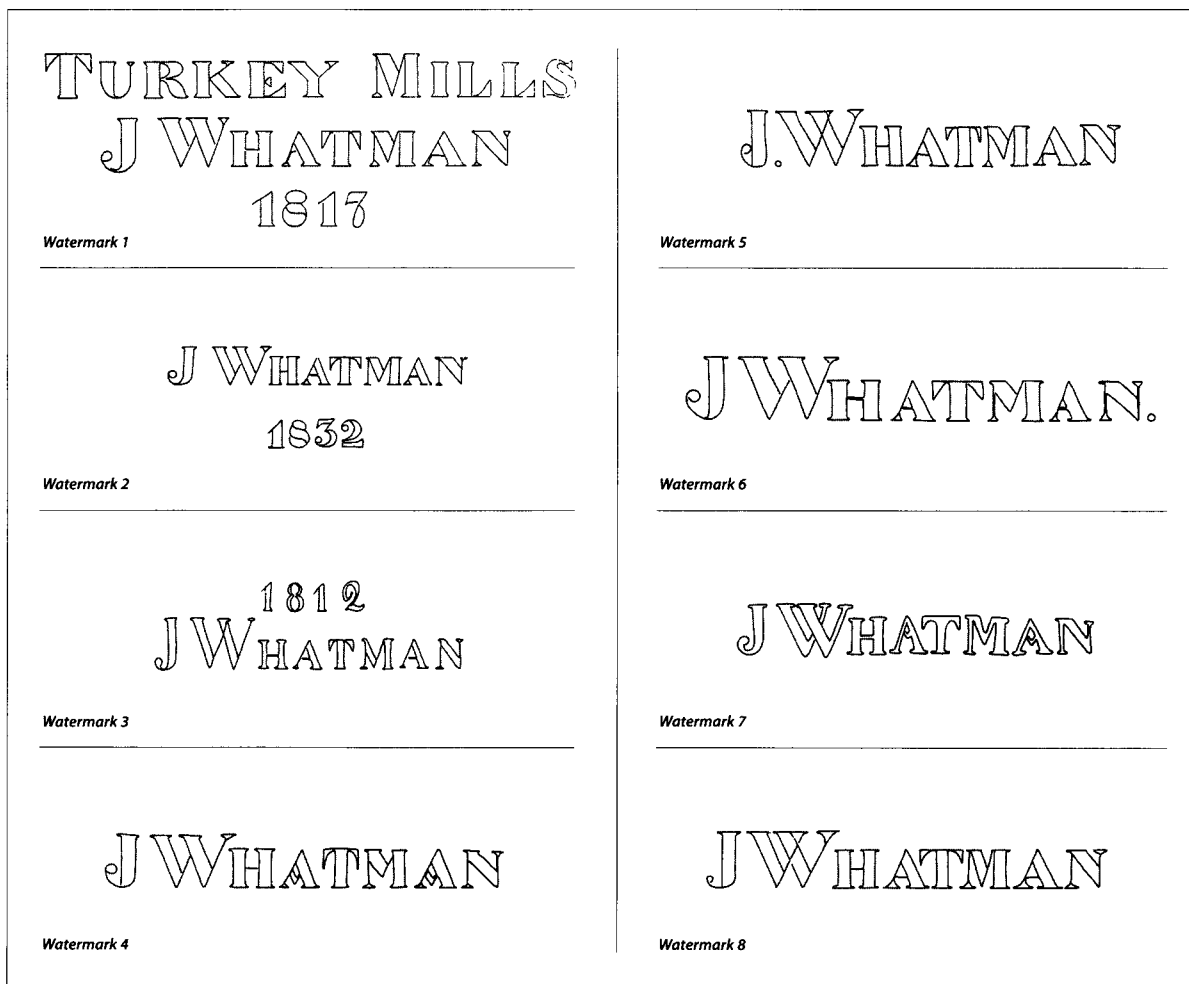 TURKEY MILLS
J WHATMAN
1817
Watermark 1
J WHATMAN
1832
Watermark 2
1812
J WHATMAN
Watermark 3
J WHATMAN
Watermark 4
J. WHATMAN
Watermark 5
J WHATMAN.
Watermark 6
J WHATMAN
Watermark 7
J WHATMAN
Watermark 8